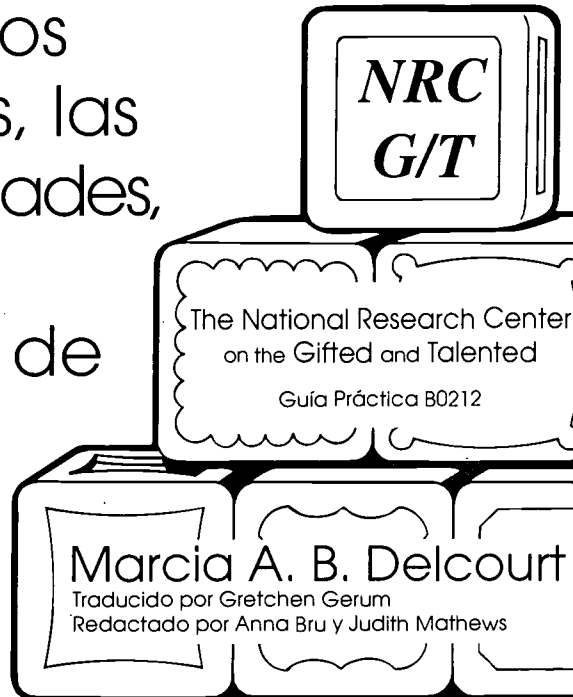 os
s, las
ades,
de
NRC
G/T
The National Research Center
on the Gifted and Talented
Guía Práctica B0212
Marcia A. B. Delcourt
Traducido por Gretchen Gerum
Redactado por Anna Bru y Judith Mathews